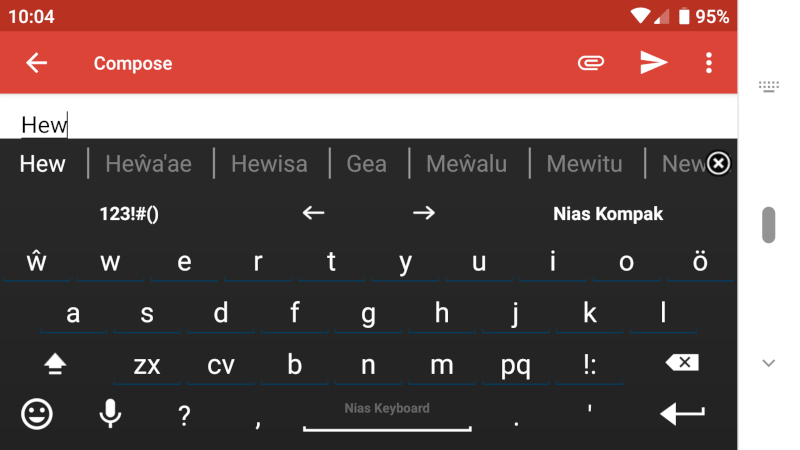 10:04 95%
Compose
Hew
Hew Heŵa'ae Hewisa Gea Meŵalu Mewitu New
123!#() ← → Nias Kompak
ŵ w e r t y u i o ö
a s d f g h j k l
zx cv b n m pq !:
? , Nias Keyboard . '